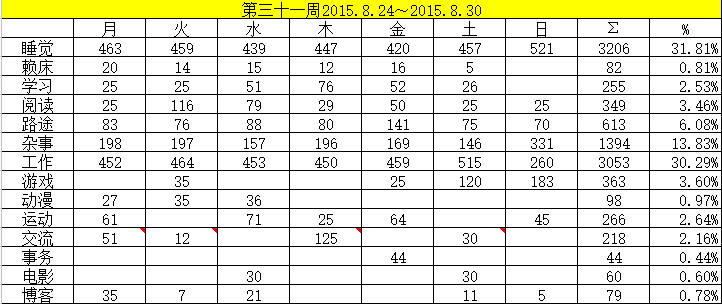 第三十一周2015.8.24～2015.8.30
月 火 水 木 金 土 日 Σ %
睡觉 463 459 439 447 420 457 521 3206 31.81%
赖床 20 14 15 12 16 5 82 0.81%
学习 25 25 51 76 52 26 255 2.53%
阅读 25 116 79 29 50 25 25 349 3.46%
路途 83 76 88 80 141 75 70 613 6.08%
杂事 198 197 157 196 169 146 331 1394 13.83%
工作 452 464 453 450 459 515 260 3053 30.29%
游戏 35 25 120 183 363 3.60%
动漫 27 35 36 98 0.97%
运动 61 71 25 64 45 266 2.64%
交流 51 12 125 30 218 2.16%
事务 44 44 0.44%
电影 30 30 60 0.60%
博客 35 7 21 11 5 79 0.78%